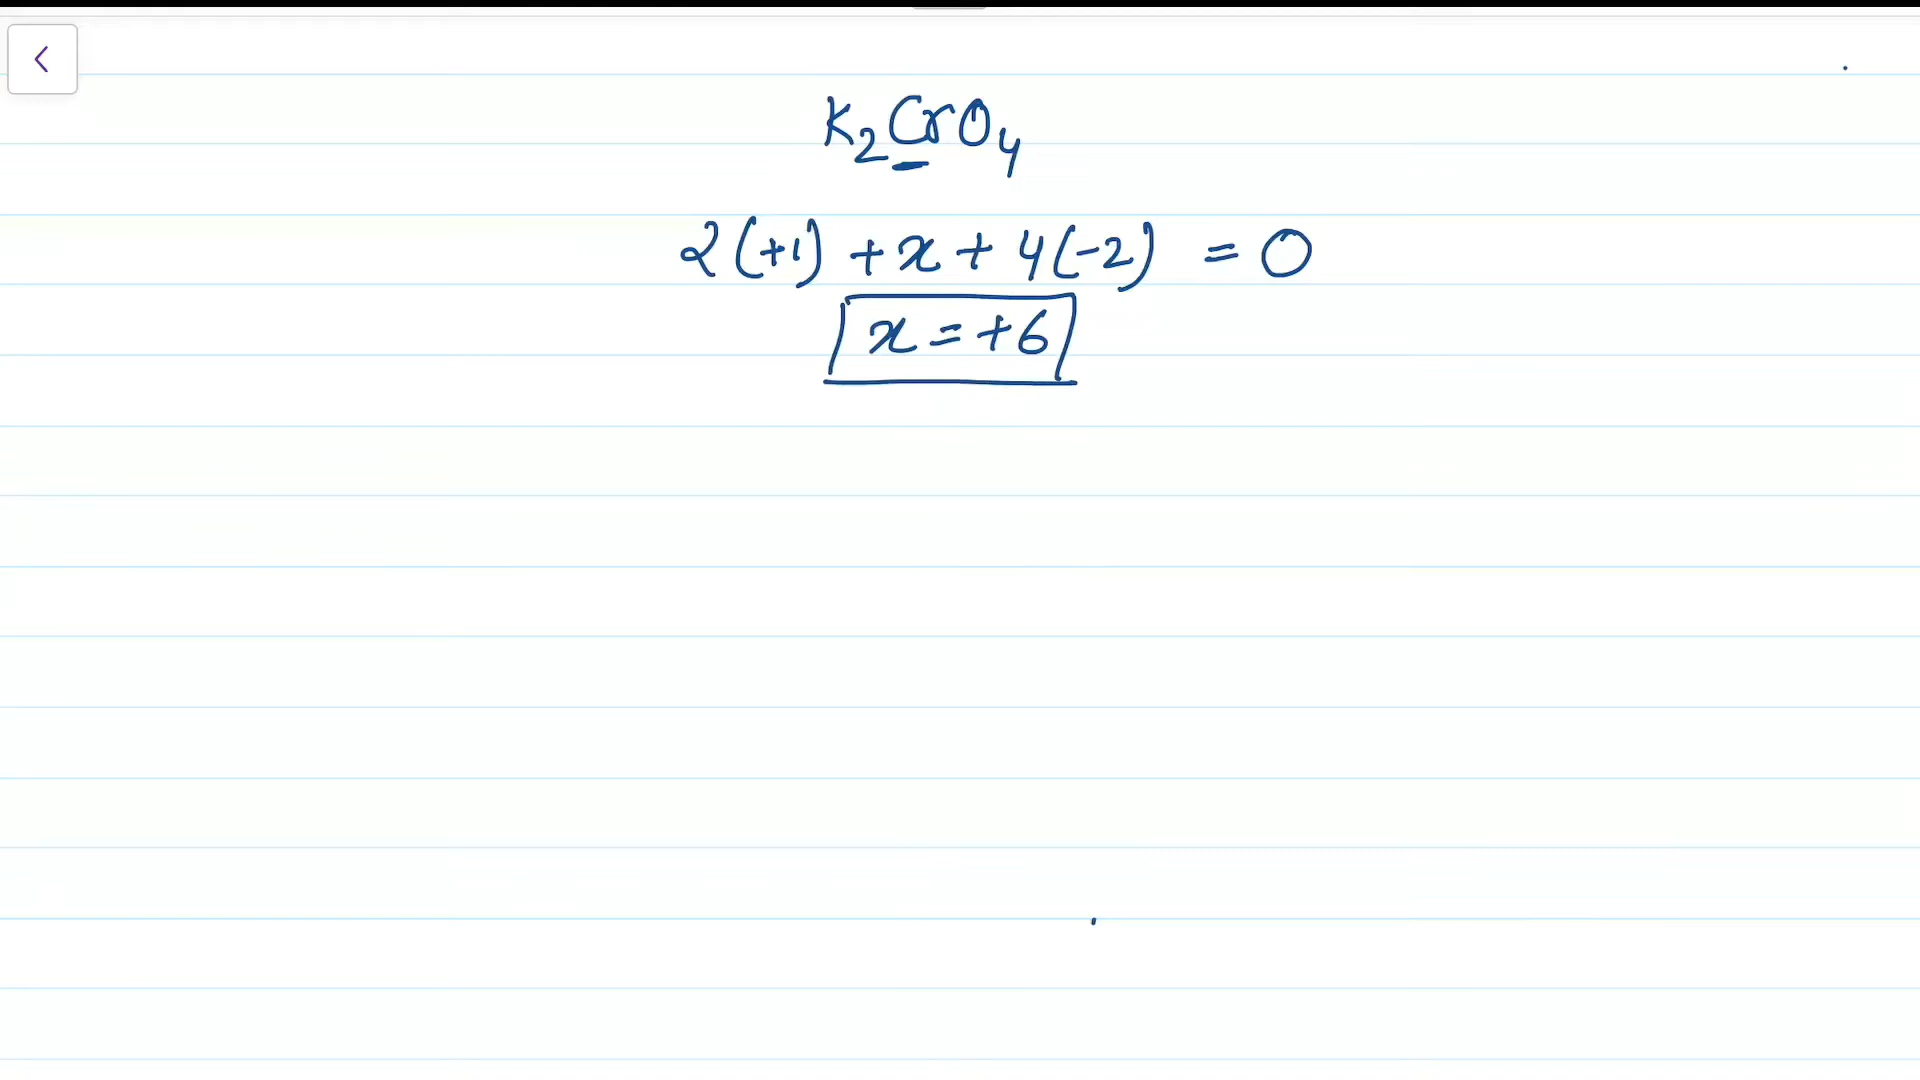 K₂CrO₄
2(+1) + x + 4(-2) = 0
x = +6